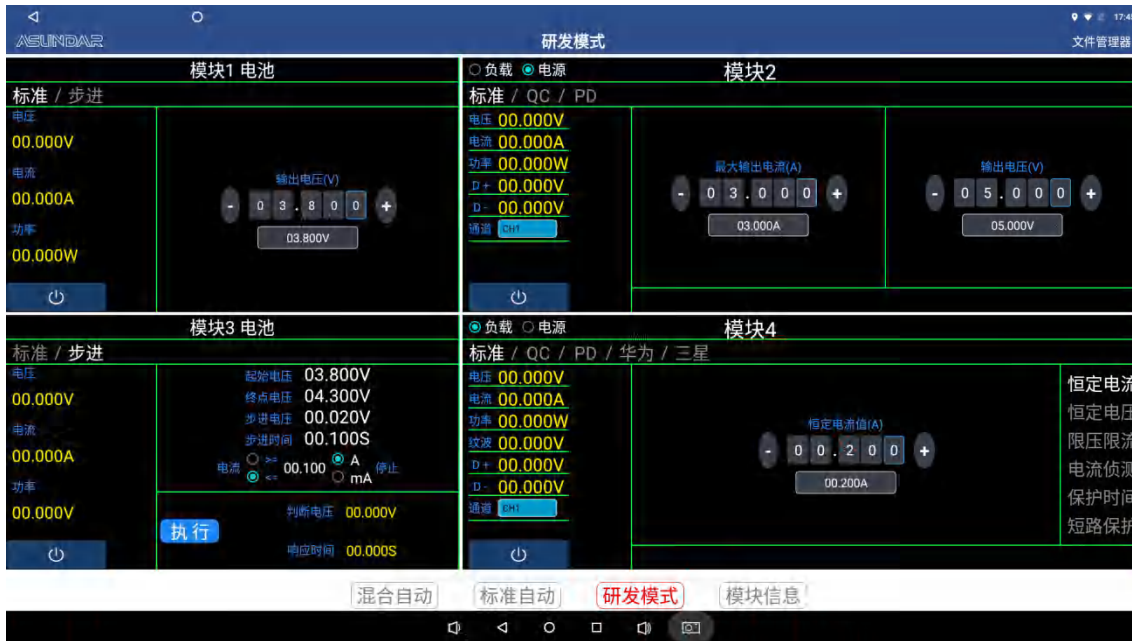 17:45
ASUNDAR
研发模式
文件管理器
模块1 电池
标准 / 步进
电压
00.000V
电流
00.000A
功率
00.000W
输出电压(V)
- 0 3 . 8 0 0 +
03.800V
负载 电源
模块2
标准 / QC / PD
电压 00.000V
电流 00.000A
功率 00.000W
D+ 00.000V
D- 00.000V
通道 CH1
最大输出电流(A)
- 0 3 . 0 0 0 +
03.000A
输出电压(V)
- 0 5 . 0 0 0 +
05.000V
模块3 电池
标准 / 步进
电压
00.000V
电流
00.000A
功率
00.000V
起始电压 03.800V
终点电压 04.300V
步进电压 00.020V
步进时间 00.100S
电流 >= <= 00.100 A mA 停止
执行
判断电压 00.000V
响应时间 00.000S
负载 电源
模块4
标准 / QC / PD / 华为 / 三星
电压 00.000V
电流 00.000A
功率 00.000W
纹波 00.000V
D+ 00.000V
D- 00.000V
通道 CH1
恒定电流值(A)
- 0 0 . 2 0 0 +
00.200A
恒定电流
恒定电压
限压限流
电流侦测
保护时间
短路保护
混合自动 标准自动 研发模式 模块信息